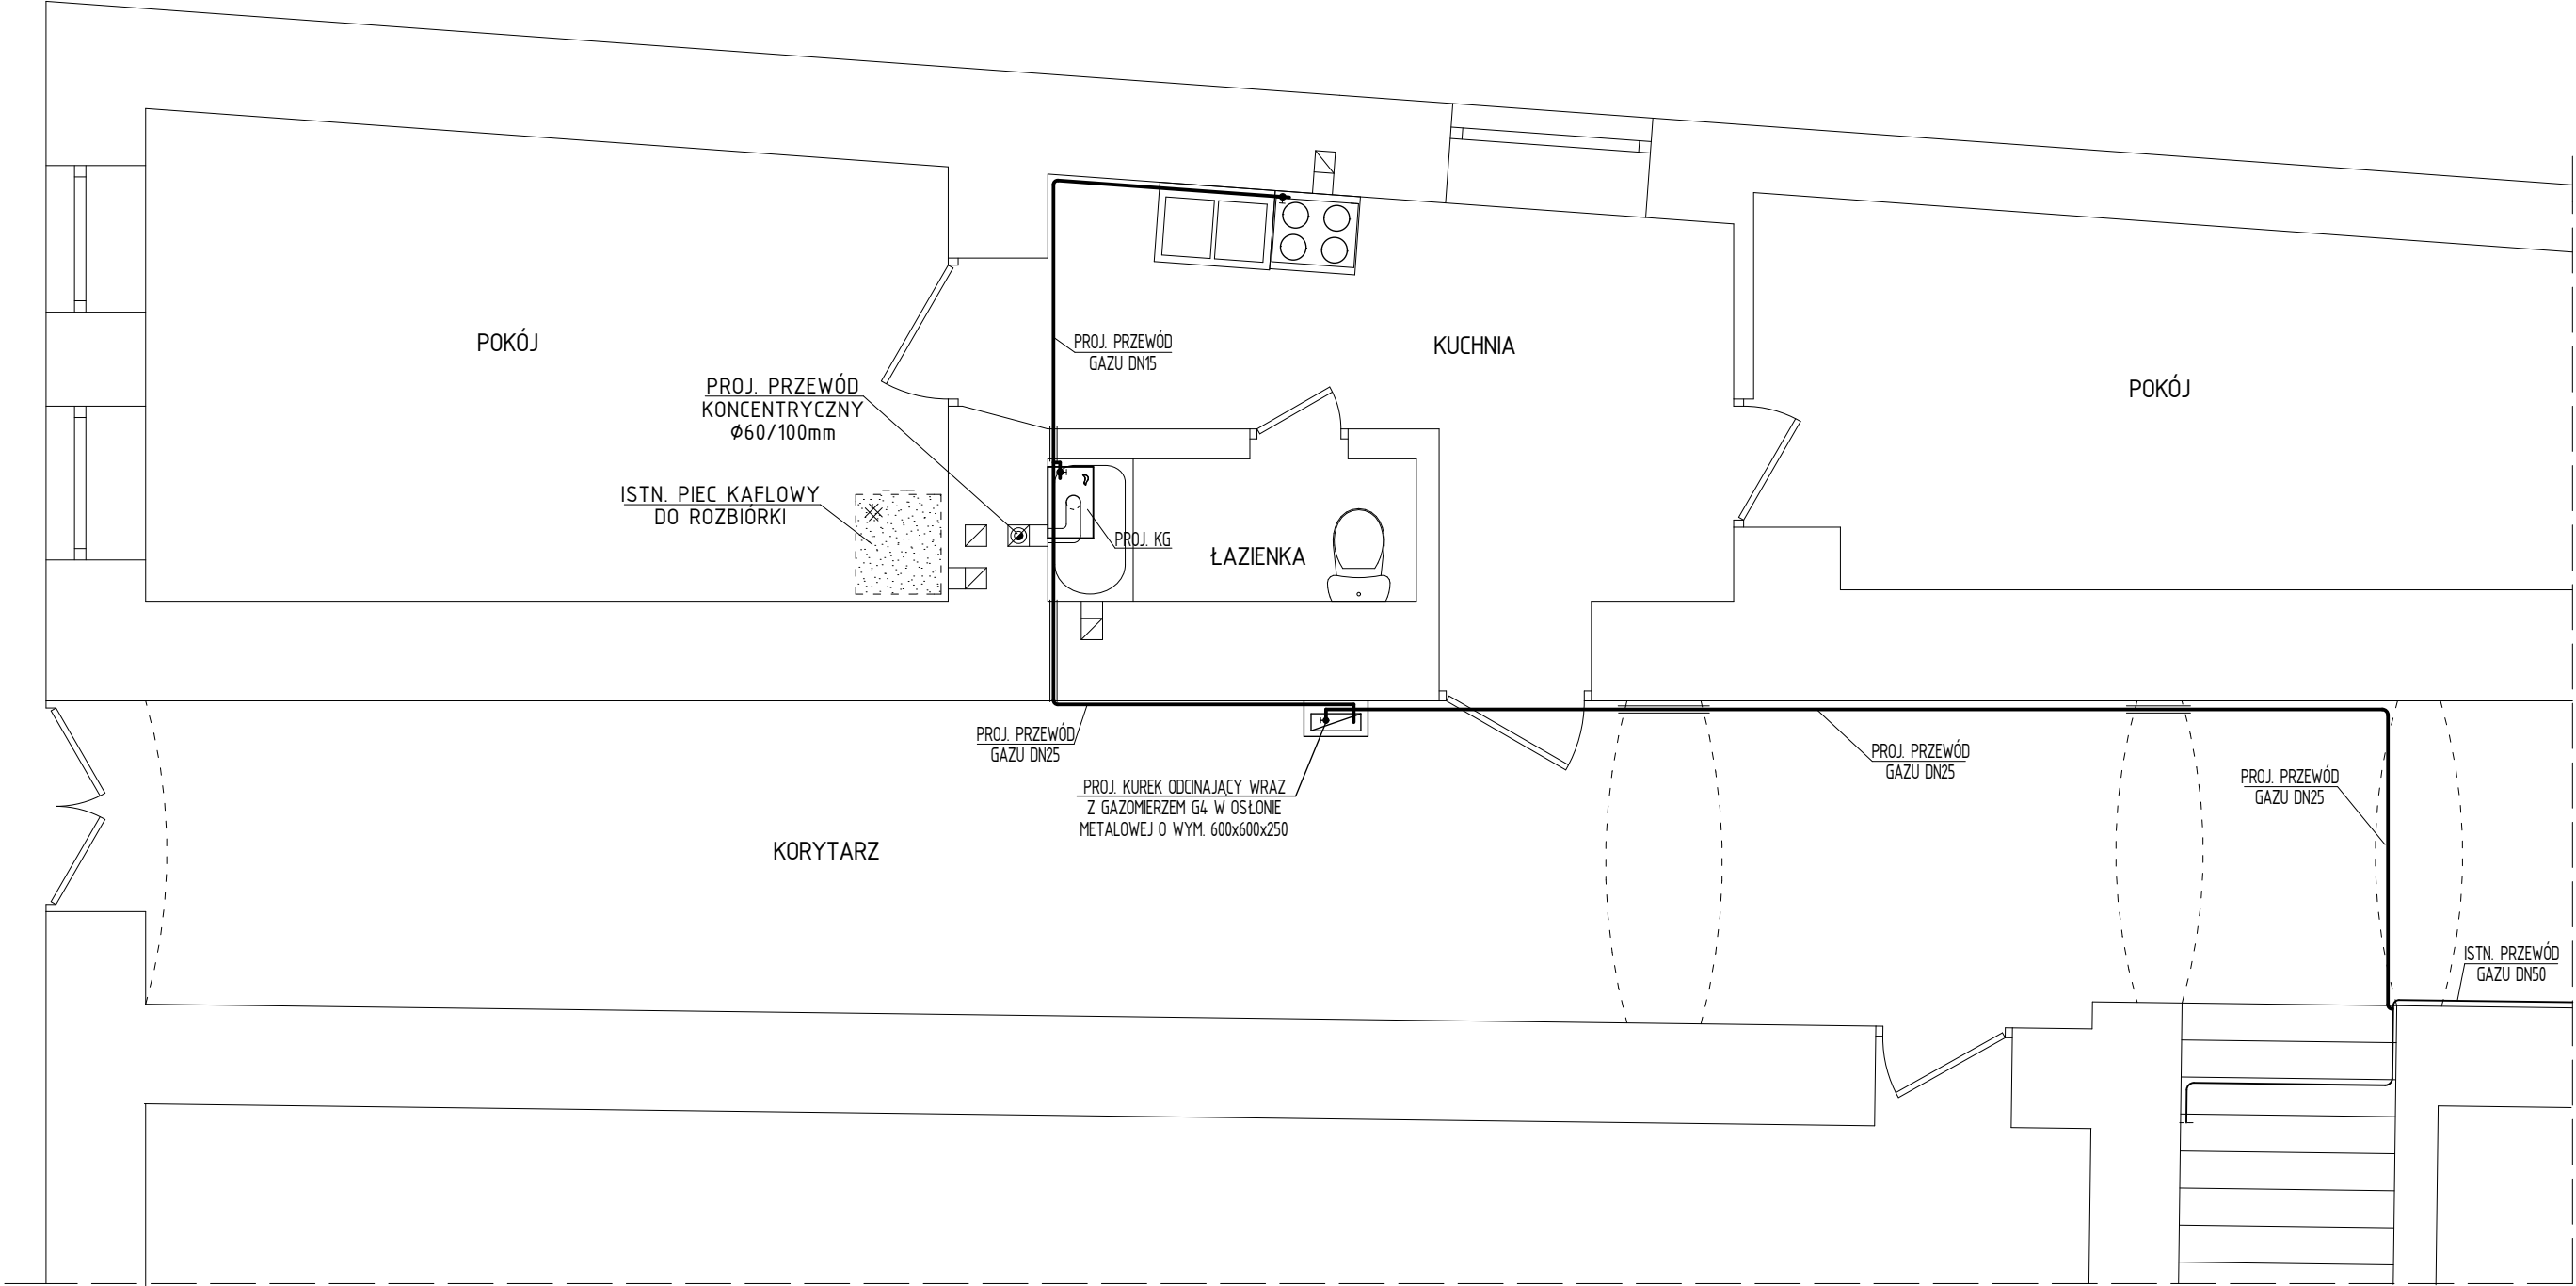 POKÓJ
PROJ. PRZEWÓD
GAZU DN15
KUCHNIA
POKÓJ
PROJ. PRZEWÓD
KONCENTRYCZNY
Ø60/100mm
ISTN. PIEC KAFLOWY
DO ROZBIÓRKI
PROJ. KG
ŁAZIENKA
PROJ. PRZEWÓD
GAZU DN25
PROJ. KUREK ODCINAJĄCY WRAZ
Z GAZOMIERZEM G4 W OSŁONIE
METALOWEJ O WYM. 600x600x250
PROJ. PRZEWÓD
GAZU DN25
PROJ. PRZEWÓD
GAZU DN25
KORYTARZ
ISTN. PRZEWÓD
GAZU DN50